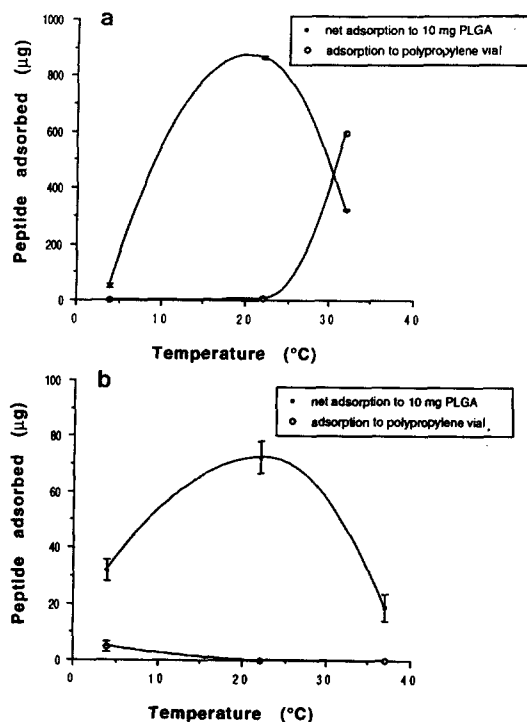 a
net adsorption to 10 mg PLGA
adsorption to polypropylene vial
Peptide adsorbed (µg)
1000
800
600
400
200
0
0 10 20 30 40
Temperature (°C)
b
net adsorption to 10 mg PLGA
adsorption to polypropylene vial
Peptide adsorbed (µg)
100
80
60
40
20
0
0 10 20 30 40
Temperature (°C)